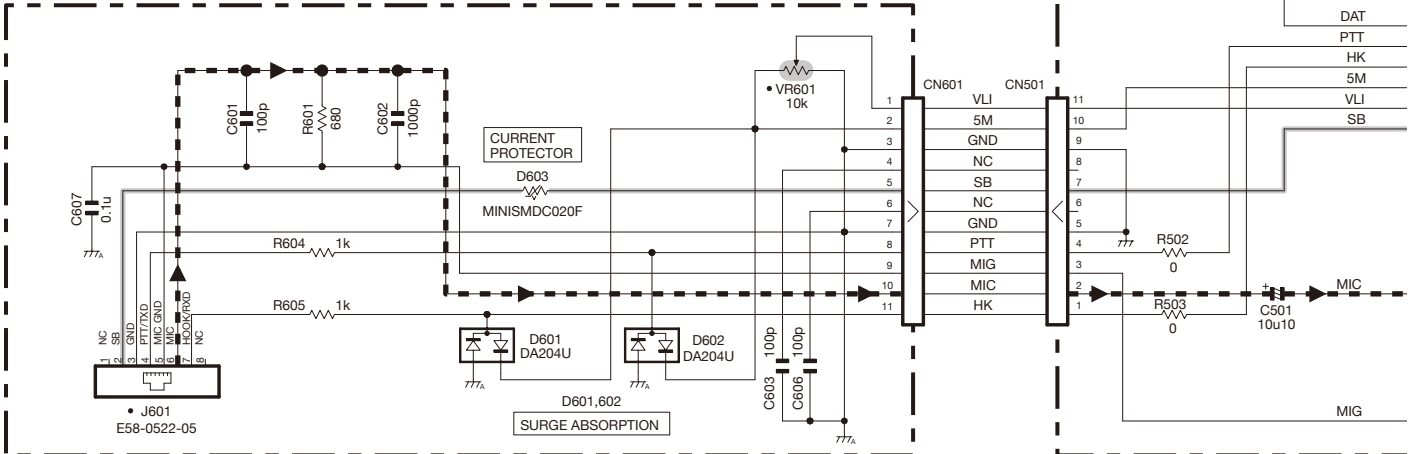 DAT
PTT
HK
5M
VLI
SB
C601
100p
R601
680
C602
1000p
• VR601
10k
CN601
CN501
CURRENT
PROTECTOR
D603
MINISMDC020F
C607
0.1u
A
R604 1k
R605 1k
1 VLI 11
2 5M 10
3 GND 9
4 NC 8
5 SB 7
6 NC 6
7 GND 5
8 PTT 4
9 MIG 3
10 MIC 2
11 HK 1
R502
0
R503
0
+
C501
10u10
MIC
MIG
1 NC
2 SB
3 GND
4 PTT/TXD
5 MIC GND
6 MIC
7 HOOK/RXD
8 NC
• J601
E58-0522-05
D601
DA204U
A
D602
DA204U
A
C603
100p
C606
100p
A
D601,602
SURGE ABSORPTION